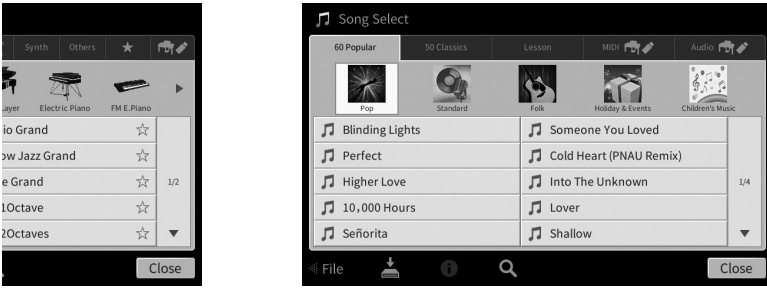 Synth Others
Layer Electric Piano FM E.Piano
io Grand
ow Jazz Grand
e Grand
1/2
1Octave
2Octaves
Close
Song Select
60 Popular 50 Classics Lesson MIDI Audio
Pop Standard Folk Holiday & Events Children's Music
Blinding Lights Someone You Loved
Perfect Cold Heart (PNAU Remix)
Higher Love Into The Unknown 1/4
10,000 Hours Lover
Señorita Shallow
File Close